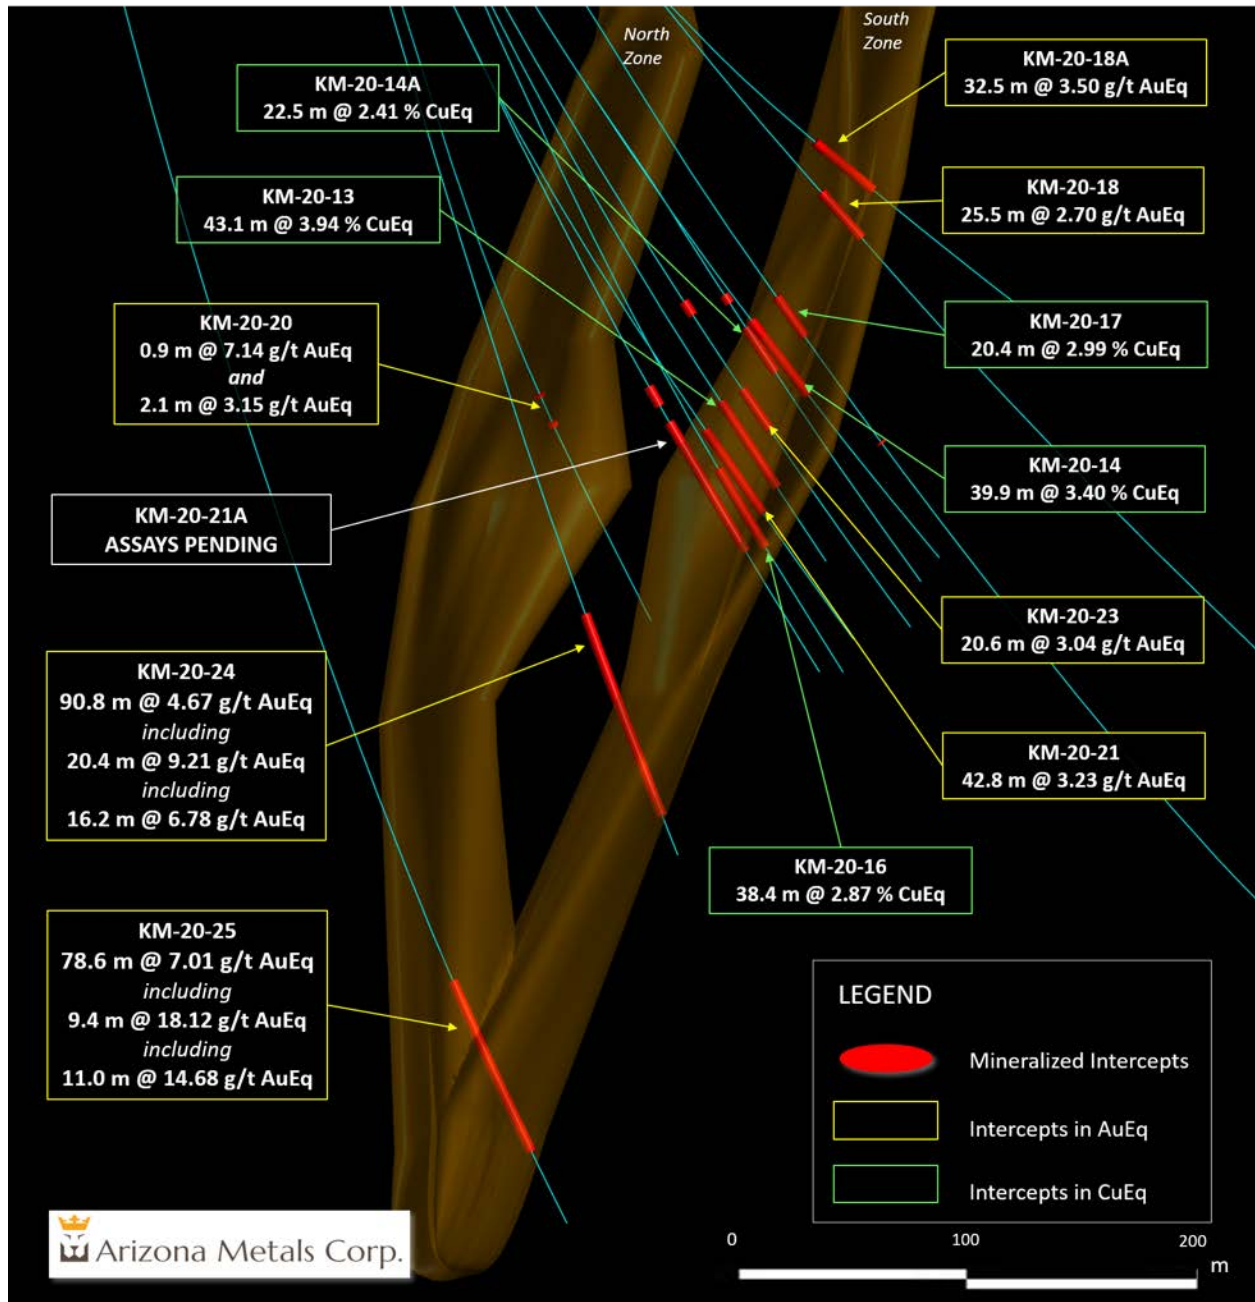 North
Zone
South
Zone
KM-20-14A
22.5 m @ 2.41 % CuEq
KM-20-18A
32.5 m @ 3.50 g/t AuEq
KM-20-13
43.1 m @ 3.94 % CuEq
KM-20-18
25.5 m @ 2.70 g/t AuEq
KM-20-20
0.9 m @ 7.14 g/t AuEq
and
2.1 m @ 3.15 g/t AuEq
KM-20-17
20.4 m @ 2.99 % CuEq
KM-20-21A
ASSAYS PENDING
KM-20-14
39.9 m @ 3.40 % CuEq
KM-20-24
90.8 m @ 4.67 g/t AuEq
including
20.4 m @ 9.21 g/t AuEq
including
16.2 m @ 6.78 g/t AuEq
KM-20-23
20.6 m @ 3.04 g/t AuEq
KM-20-21
42.8 m @ 3.23 g/t AuEq
KM-20-16
38.4 m @ 2.87 % CuEq
KM-20-25
78.6 m @ 7.01 g/t AuEq
including
9.4 m @ 18.12 g/t AuEq
including
11.0 m @ 14.68 g/t AuEq
LEGEND
Mineralized Intercepts
Intercepts in AuEq
Intercepts in CuEq
Arizona Metals Corp.
0 100 200
m